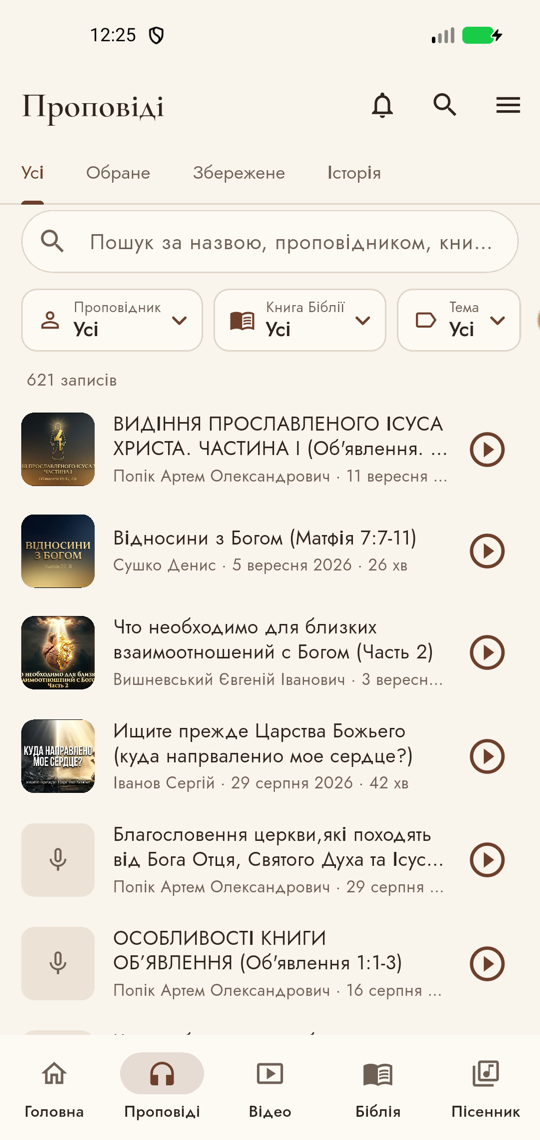 12:25
Проповіді
Усі Обране Збережене Історія
Пошук за назвою, проповідником, кни...
Проповідник Книга Біблії Тема
Усі Усі Усі
621 записів
ВИДІННЯ ПРОСЛАВЛЕНОГО ІСУСА
ХРИСТА. ЧАСТИНА І (Об'явлення. ...
Попік Артем Олександрович · 11 вересня ...
ВІДНОСИНИ
З БОГОМ
Відносини з Богом (Матфія 7:7-11)
Сушко Денис · 5 вересня 2026 · 26 хв
Что необходимо для близких
взаимоотношений с Богом (Часть 2)
Вишневський Євгеній Іванович · 3 вересн...
КУДА НАПРАВЛЕНО
МОЕ СЕРДЦЕ?
Ищите прежде Царства Божьего
(куда напрваленио мое сердце?)
Іванов Сергій · 29 серпня 2026 · 42 хв
Благословення церкви,які походять
від Бога Отця, Святого Духа та Ісус...
Попік Артем Олександрович · 29 серпня ...
ОСОБЛИВОСТІ КНИГИ
ОБ’ЯВЛЕННЯ (Об'явлення 1:1-3)
Попік Артем Олександрович · 16 серпня ...
Головна Проповіді Відео Біблія Пісенник